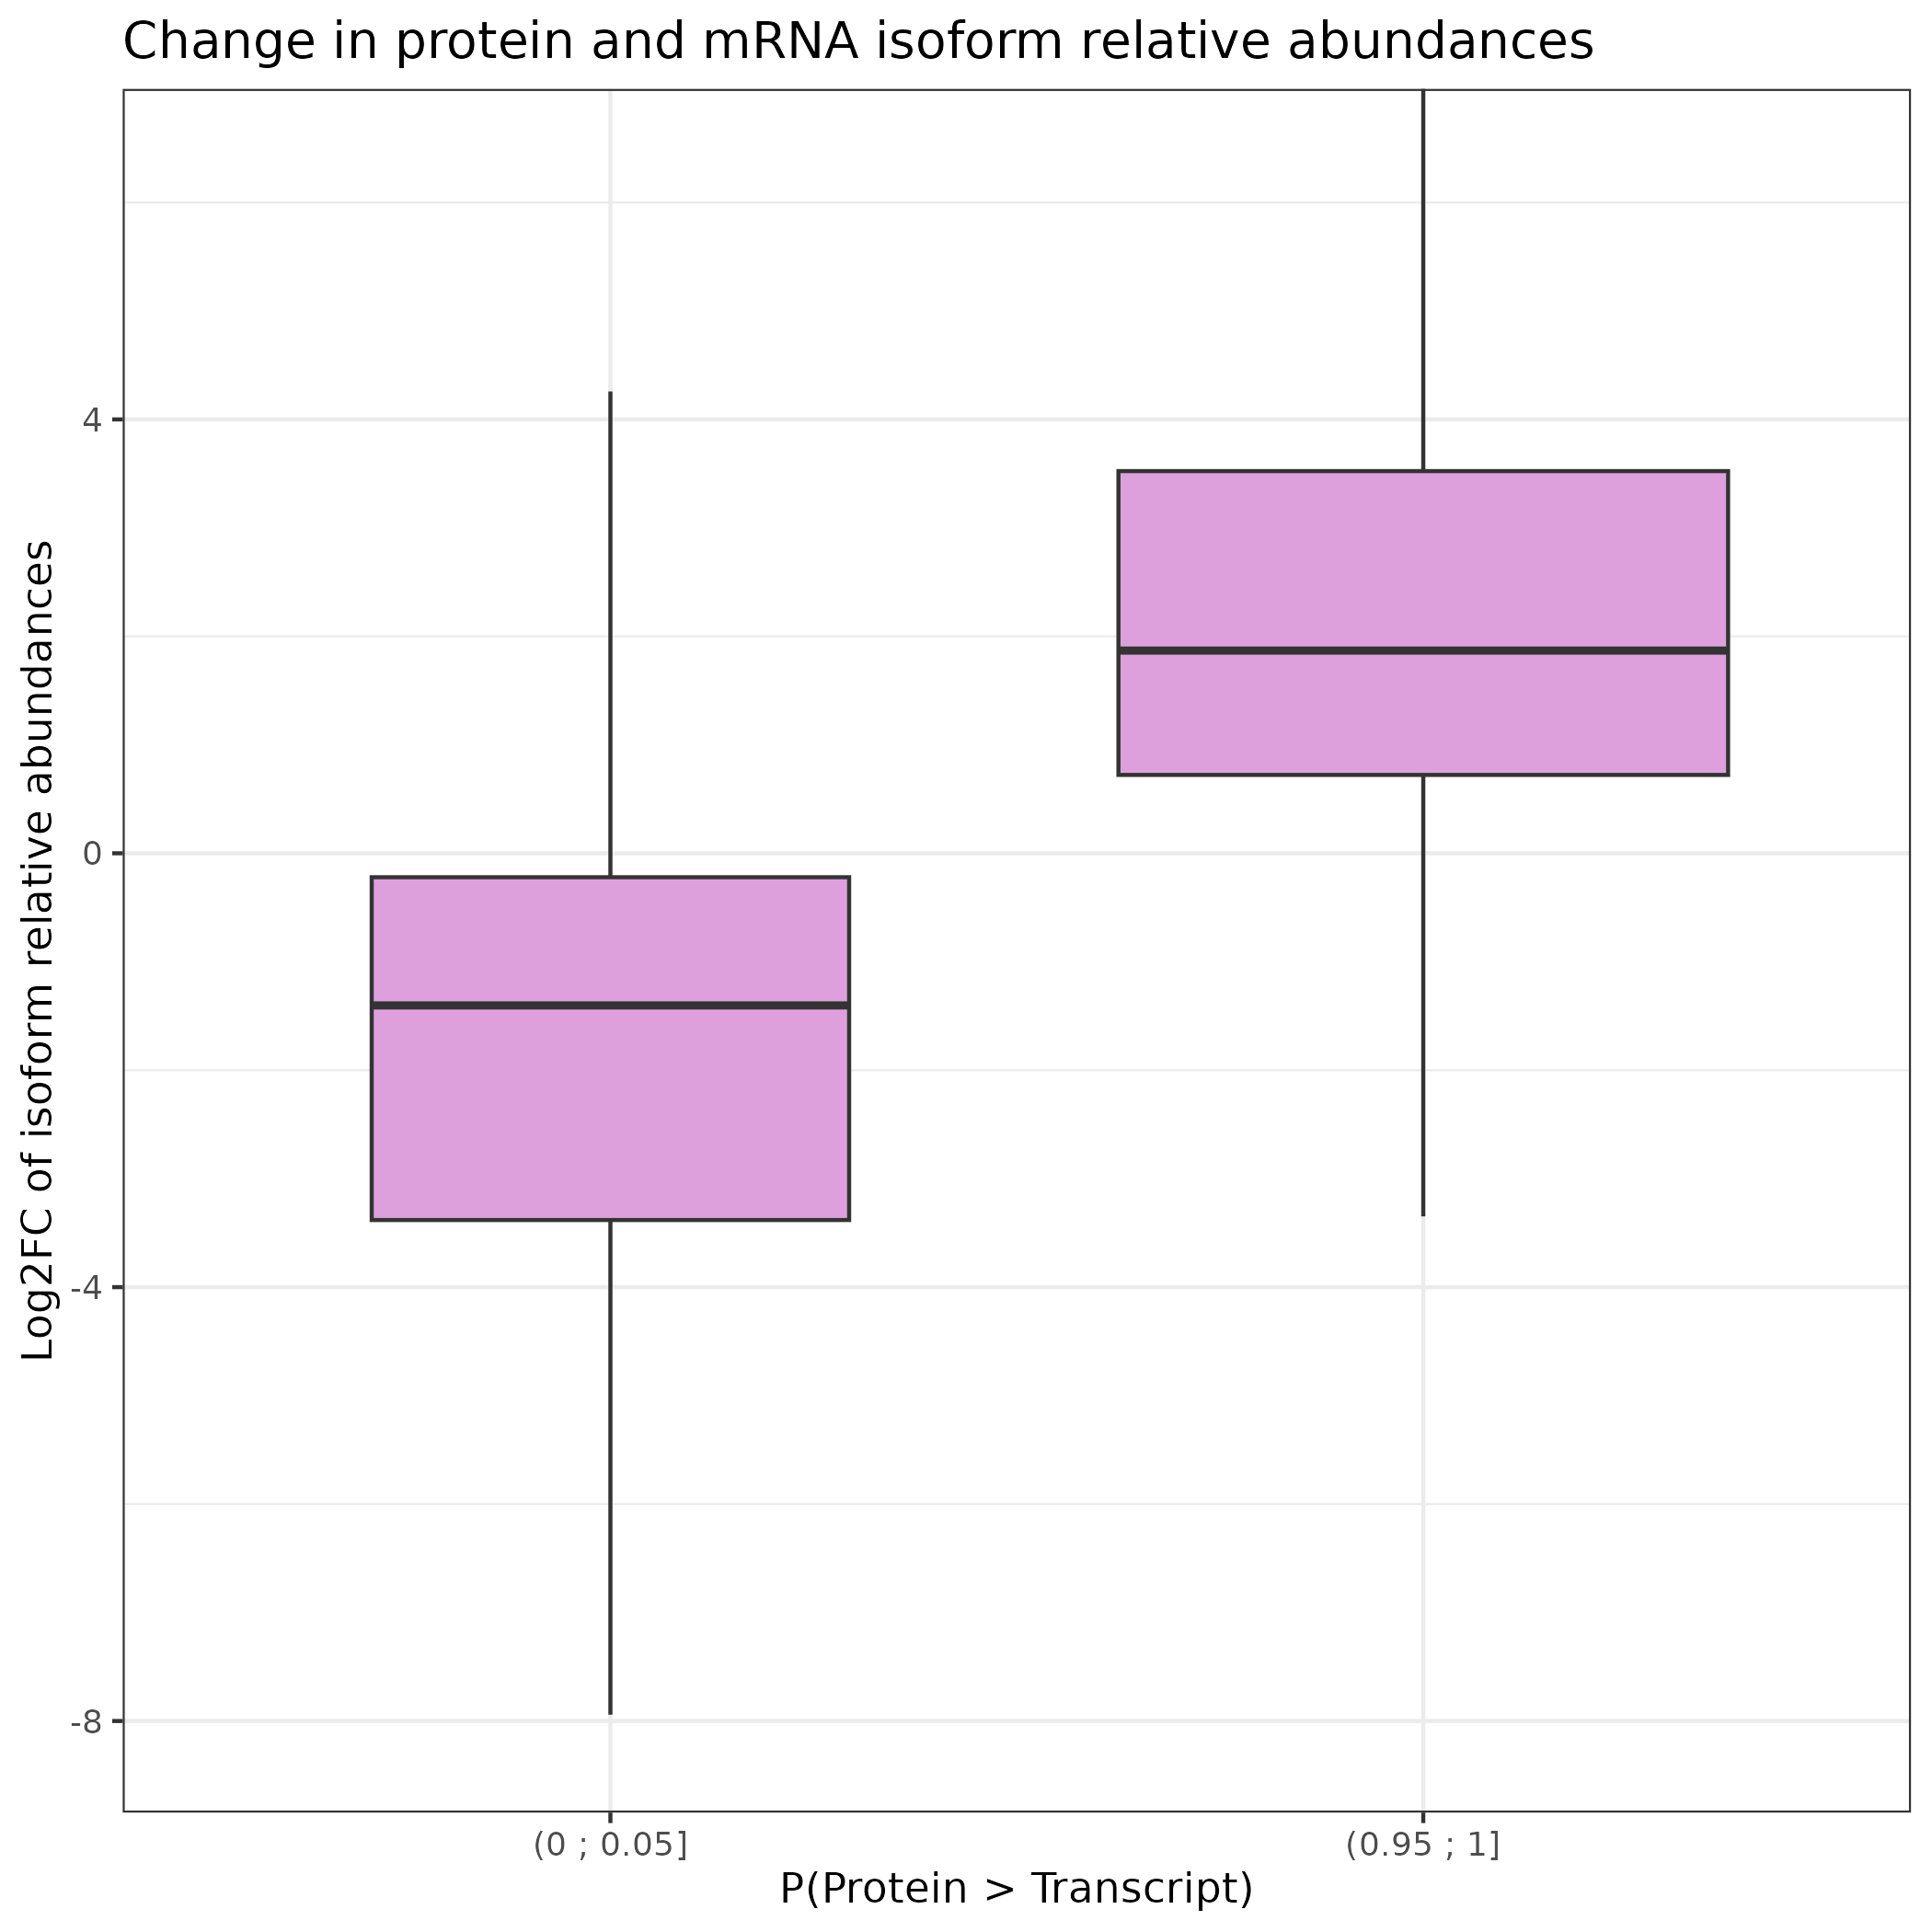 Change in protein and mRNA isoform relative abundances
Log2FC of isoform relative abundances
4
0
-4
-8
(0 ; 0.05]
(0.95 ; 1]
P(Protein > Transcript)